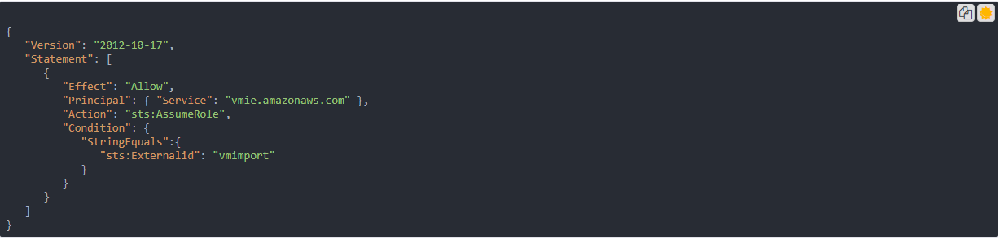 {
   "Version": "2012-10-17",
   "Statement": [
      {
         "Effect": "Allow",
         "Principal": { "Service": "vmie.amazonaws.com" },
         "Action": "sts:AssumeRole",
         "Condition": {
            "StringEquals":{
               "sts:Externalid": "vmimport"
            }
         }
      }
   ]
}